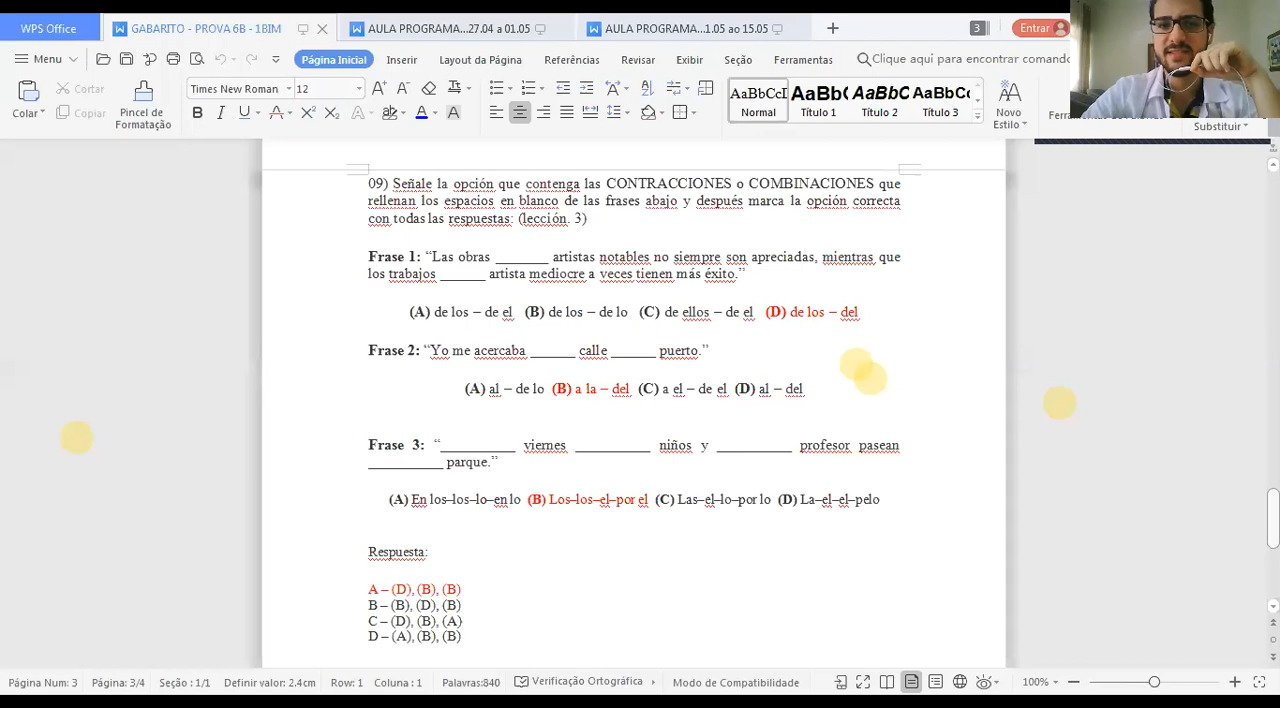 WPS Office
GABARITO - PROVA 6B - 1BIM
AULA PROGRAMA...27.04 a 01.05
AULA PROGRAMA...1.05 ao 15.05
3
Entrar
Menu
Página Inicial
Inserir
Layout da Página
Referências
Revisar
Exibir
Seção
Ferramentas
Clique aqui para encontrar comando
Colar
Cortar
Copiar
Pincel de
Formatação
Times New Roman
12
AaBbCcD
Normal
AaBb(
Título 1
AaBbC
Título 2
AaBbC
Título 3
Novo
Estilo
Substituir
09) Señale la opción que contenga las CONTRACCIONES o COMBINACIONES que
rellenan los espacios en blanco de las frases abajo y después marca la opción correcta
con todas las respuestas: (lección. 3)
Frase 1: “Las obras _______ artistas notables no siempre son apreciadas, mientras que
los trabajos ______ artista mediocre a veces tienen más éxito.”
(A) de los – de el (B) de los – de lo (C) de ellos – de el (D) de los – del
Frase 2: “Yo me acercaba ______ calle ______ puerto.”
(A) al – de lo (B) a la – del (C) a el – de el (D) al – del
Frase 3: “__________ viernes __________ niños y __________ profesor pasean
__________ parque.”
(A) En los–los–lo–en lo (B) Los–los–el–por el (C) Las–el–lo–por lo (D) La–el–el–pelo
Respuesta:
A – (D), (B), (B)
B – (B), (D), (B)
C – (D), (B), (A)
D – (A), (B), (B)
Página Num: 3 Página: 3/4 Seção : 1/1 Definir valor: 2.4cm Row: 1 Coluna : 1 Palavras:840 Verificação Ortográfica Modo de Compatibilidade 100%